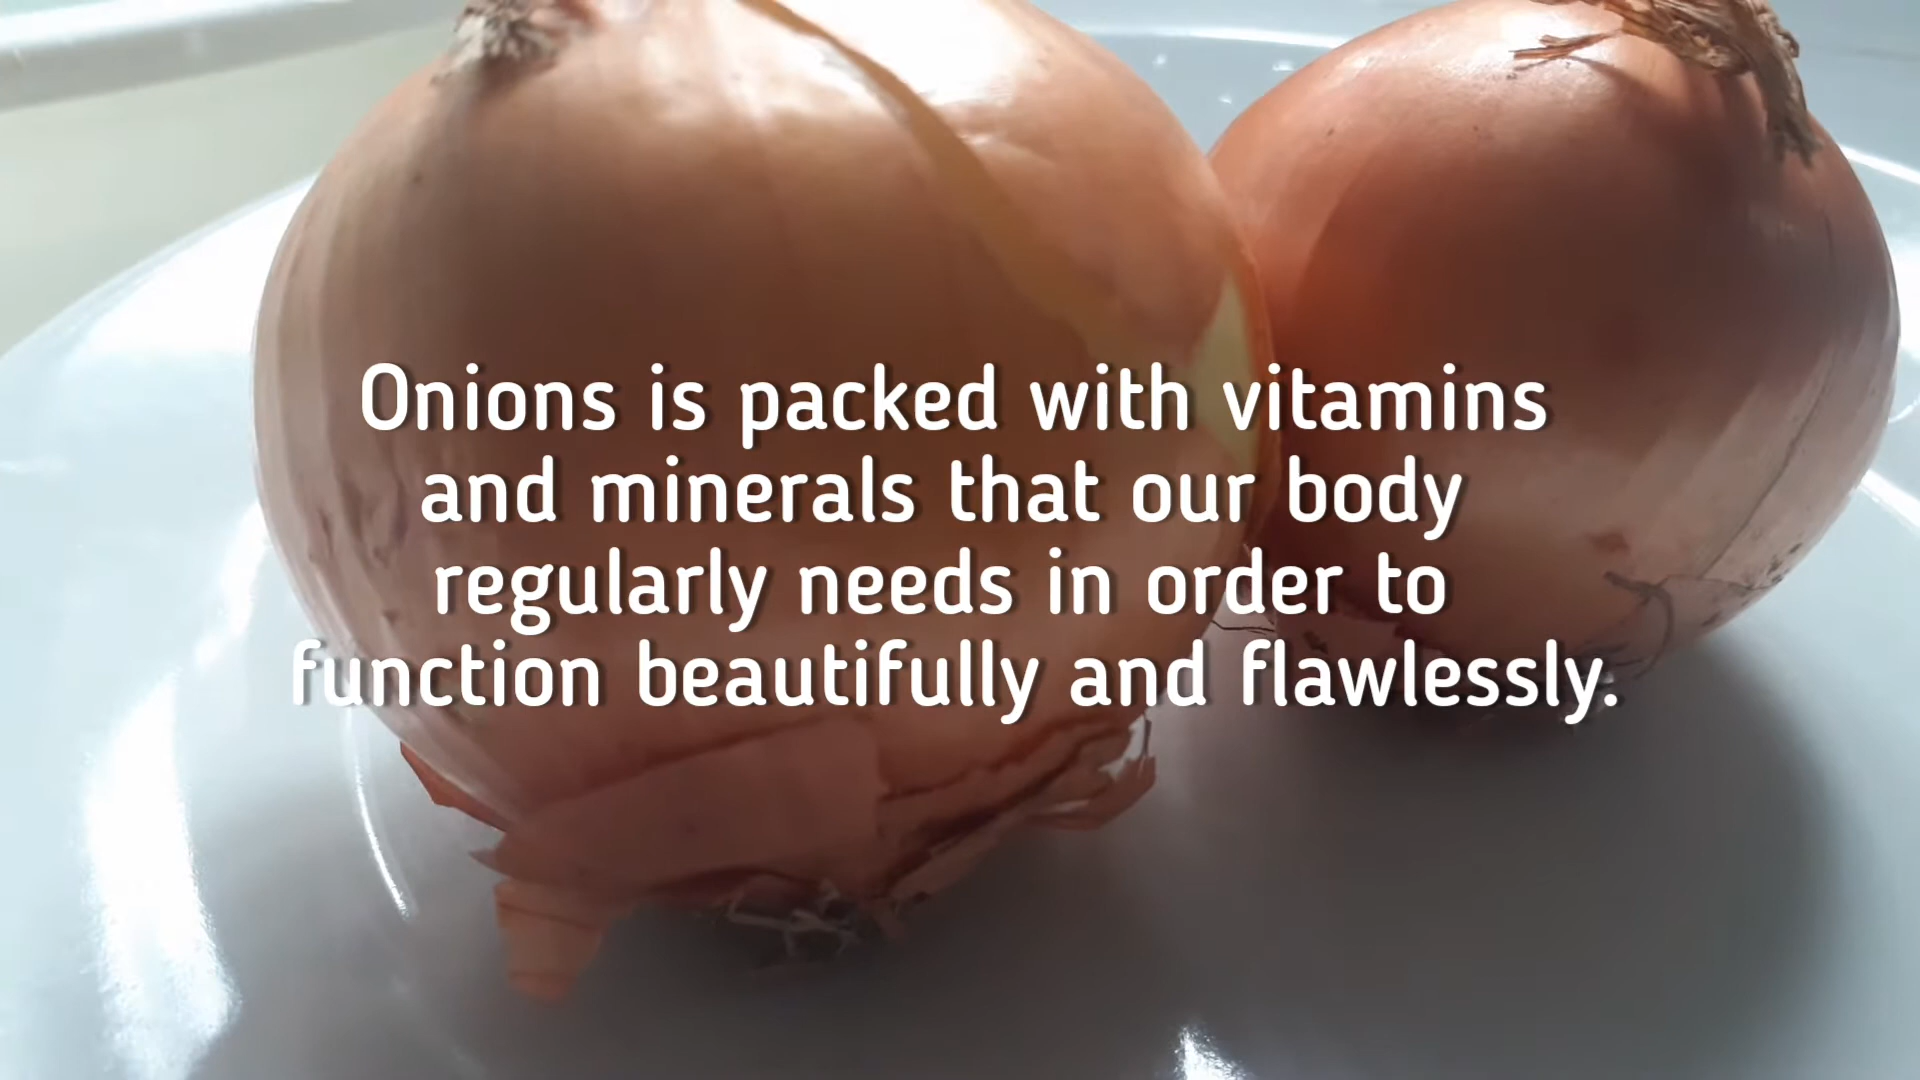 Onions is packed with vitamins
and minerals that our body
regularly needs in order to
function beautifully and flawlessly.